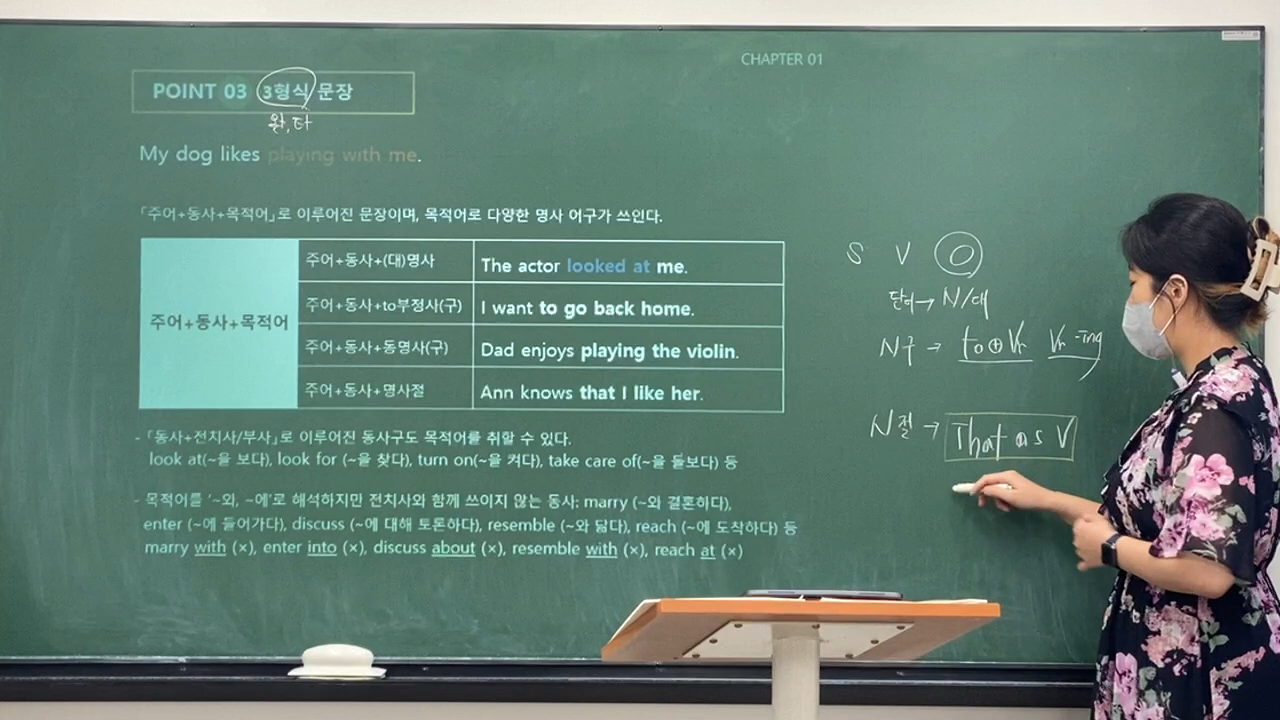 CHAPTER 01
POINT 03 3형식 문장
완, 타
My dog likes playing with me.
「주어+동사+목적어」로 이루어진 문장이며, 목적어로 다양한 명사 어구가 쓰인다.
주어+동사+목적어
주어+동사+(대)명사 The actor looked at me.
주어+동사+to부정사(구) I want to go back home.
주어+동사+동명사(구) Dad enjoys playing the violin.
주어+동사+명사절 Ann knows that I like her.
- 「동사+전치사/부사」로 이루어진 동사구도 목적어를 취할 수 있다.
look at(~을 보다), look for (~을 찾다), turn on(~을 켜다), take care of(~을 돌보다) 등
- 목적어를 '~와, ~에'로 해석하지만 전치사와 함께 쓰이지 않는 동사: marry (~와 결혼하다),
enter (~에 들어가다), discuss (~에 대해 토론하다), resemble (~와 닮다), reach (~에 도착하다) 등
marry with (×), enter into (×), discuss about (×), resemble with (×), reach at (×)
S V O
단어→ N/대
N구 → to⊕Vr Vr -ing
N절 → That as V